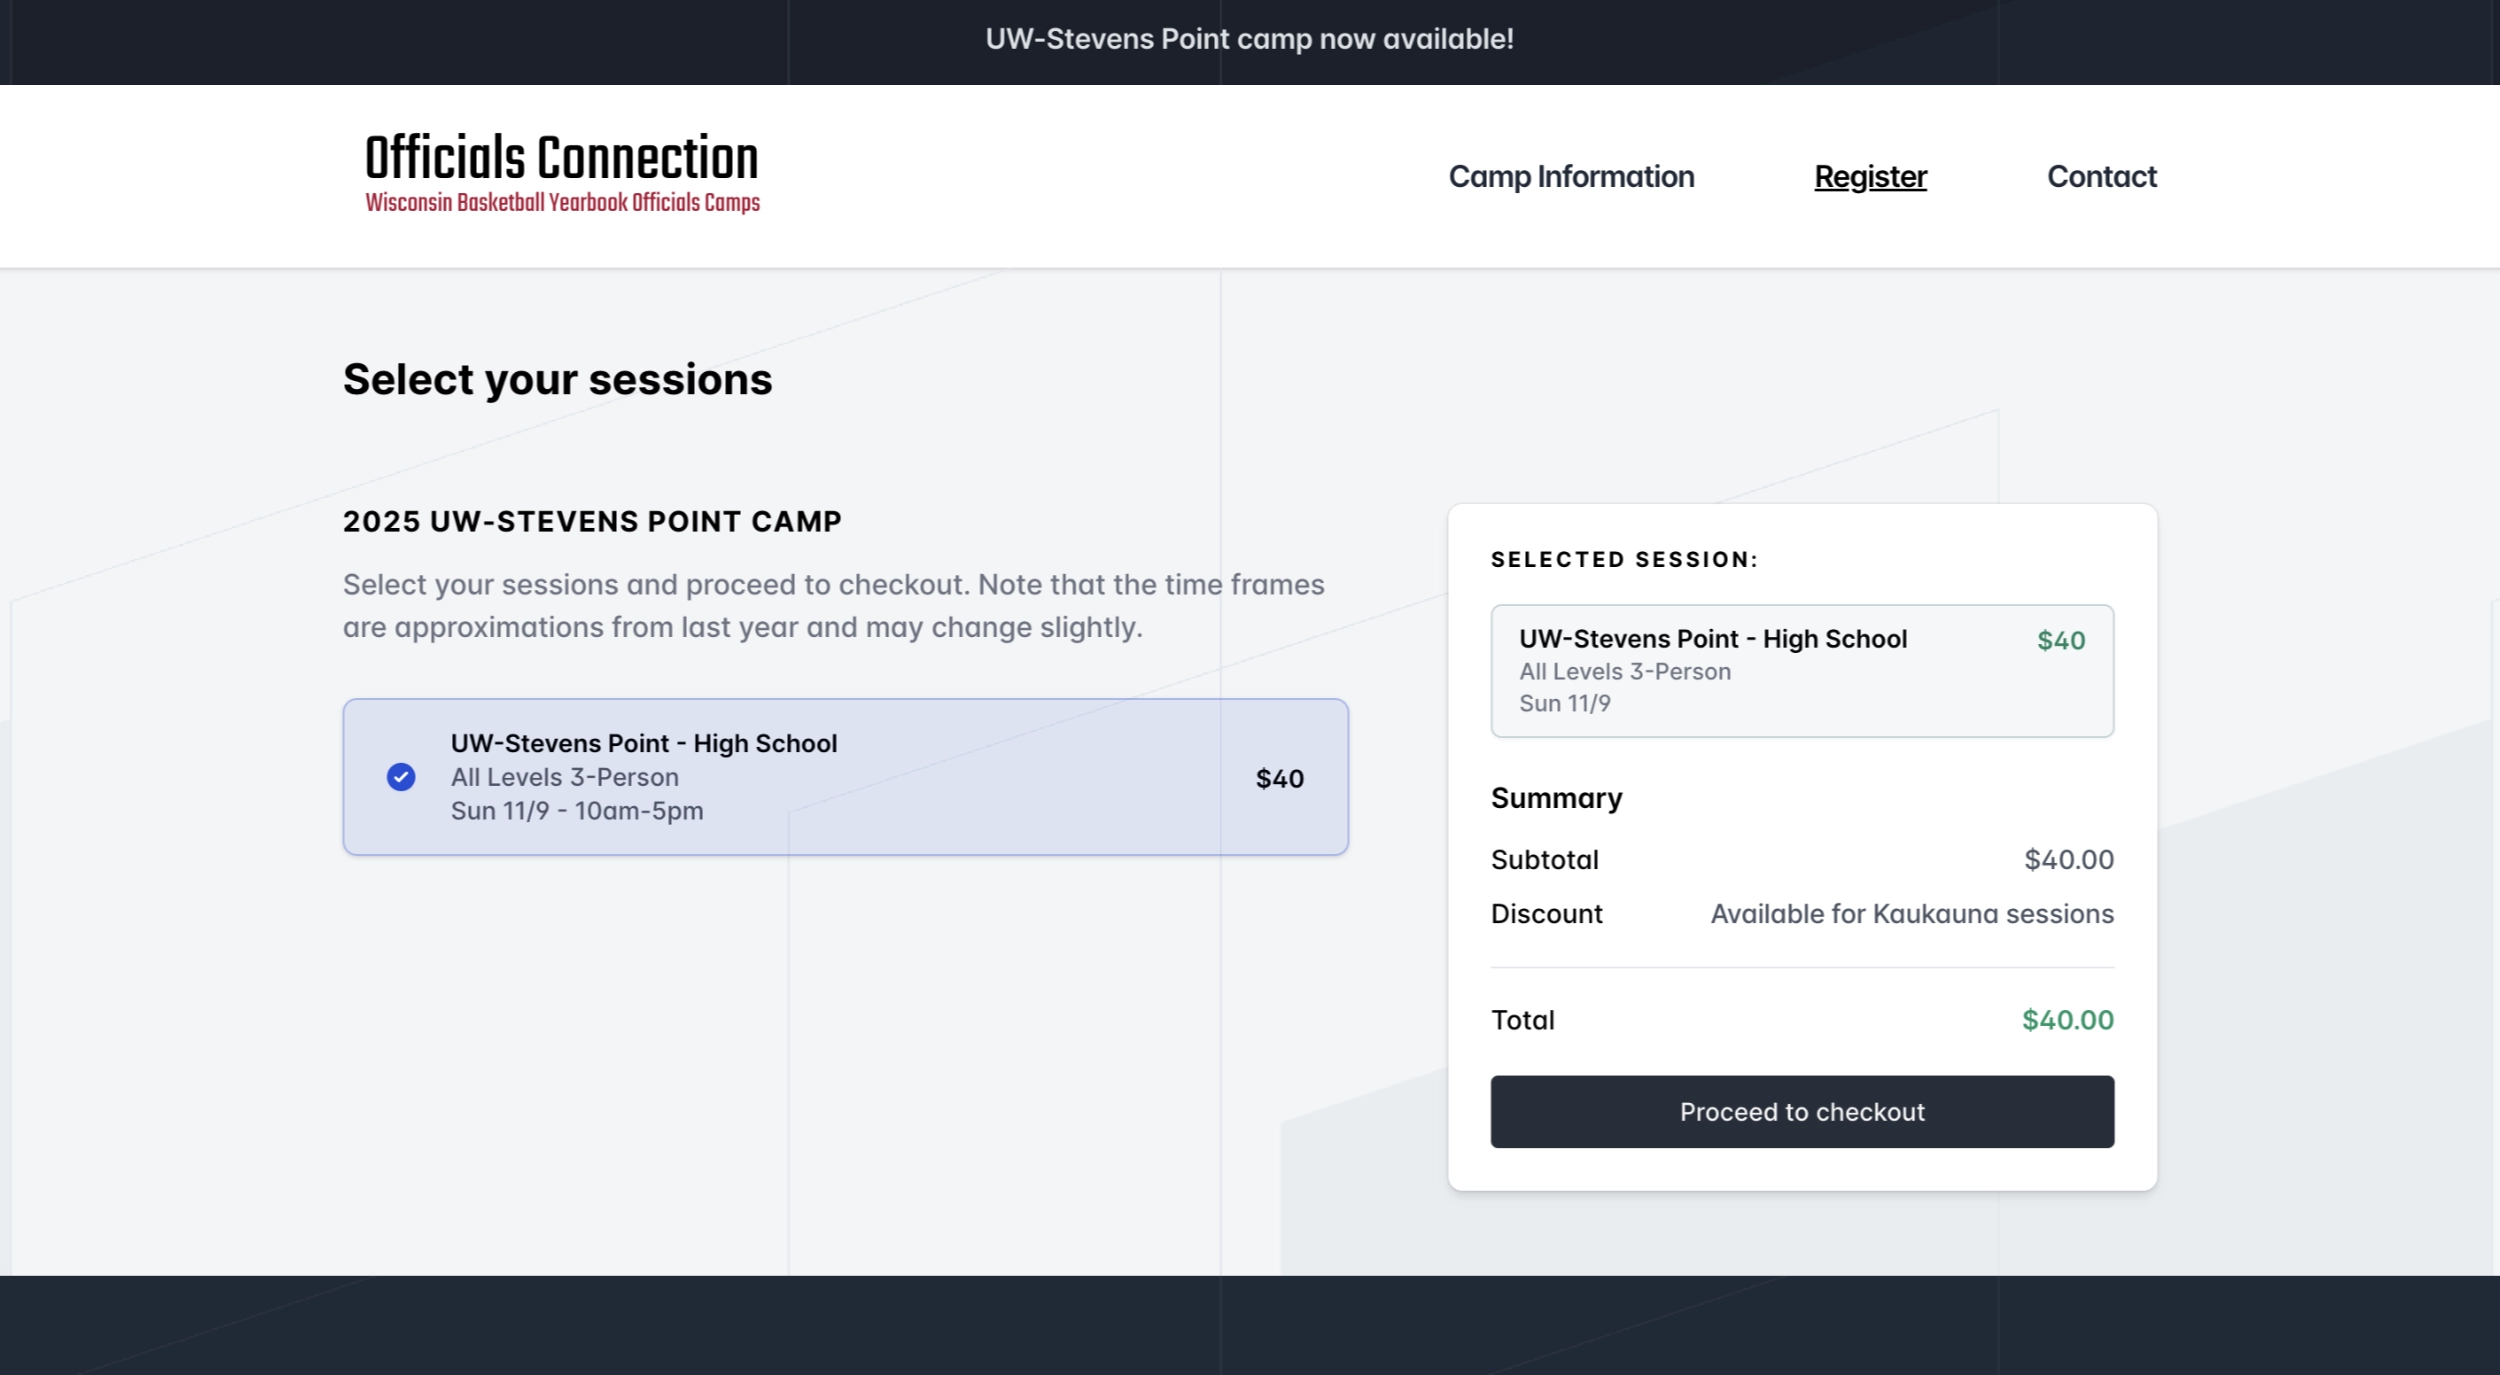 UW-Stevens Point camp now available!
Officials Connection
Wisconsin Basketball Yearbook Officials Camps
Camp Information
Register
Contact
Select your sessions
2025 UW-STEVENS POINT CAMP
Select your sessions and proceed to checkout. Note that the time frames
are approximations from last year and may change slightly.
UW-Stevens Point - High School
All Levels 3-Person
Sun 11/9 - 10am-5pm
$40
SELECTED SESSION:
UW-Stevens Point - High School
$40
All Levels 3-Person
Sun 11/9
Summary
Subtotal
$40.00
Discount
Available for Kaukauna sessions
Total
$40.00
Proceed to checkout